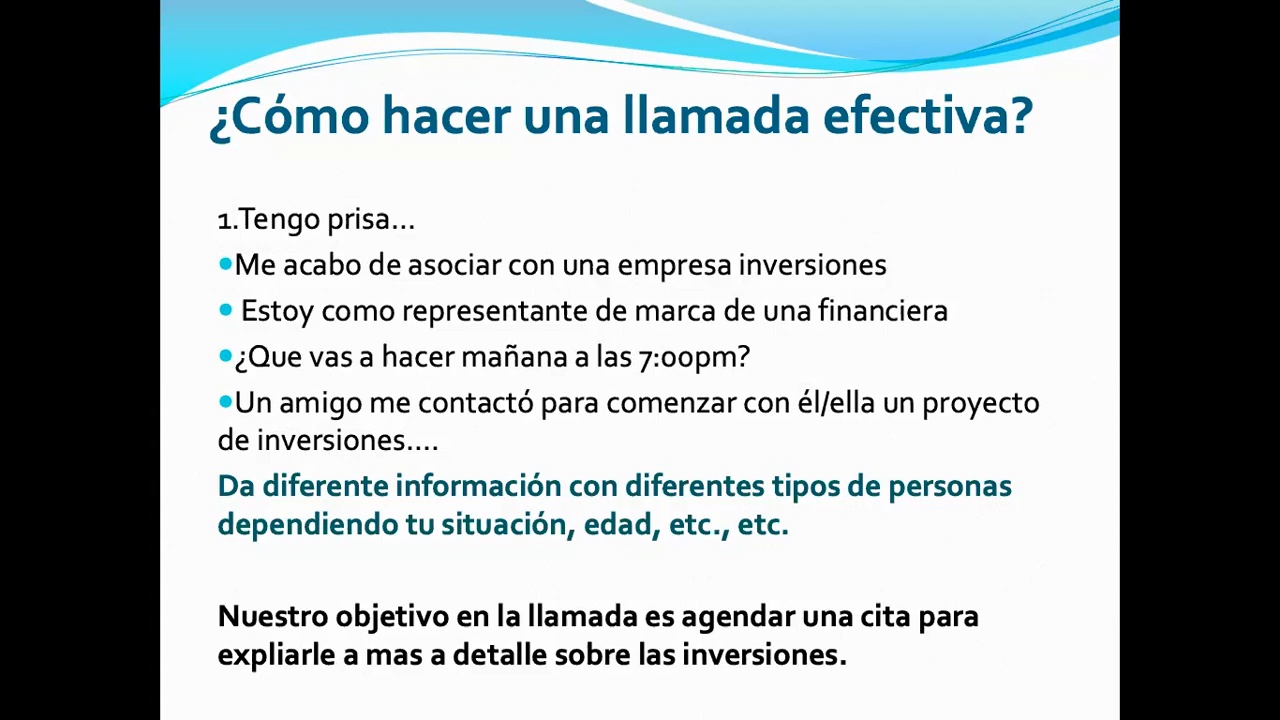 ¿Cómo hacer una llamada efectiva?
1.Tengo prisa...
•Me acabo de asociar con una empresa inversiones
• Estoy como representante de marca de una financiera
•¿Que vas a hacer mañana a las 7:00pm?
•Un amigo me contactó para comenzar con él/ella un proyecto
de inversiones....
Da diferente información con diferentes tipos de personas
dependiendo tu situación, edad, etc., etc.
Nuestro objetivo en la llamada es agendar una cita para
expliarle a mas a detalle sobre las inversiones.